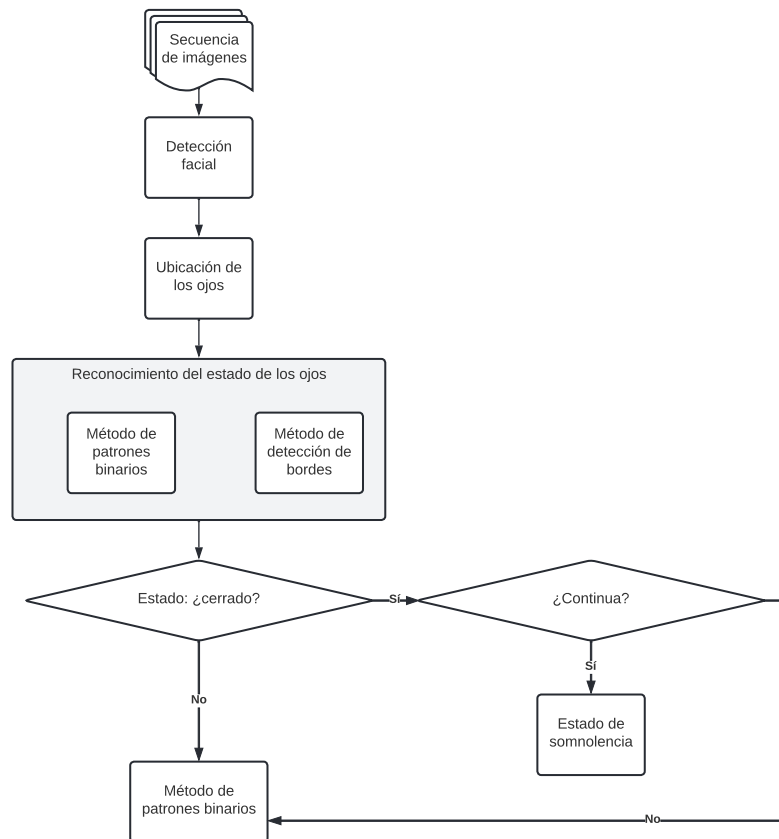 Secuencia
de imágenes
Detección
facial
Ubicación de
los ojos
Reconocimiento del estado de los ojos
Método de
patrones
binarios
Método de
detección de
bordes
Estado: ¿cerrado?
Sí
¿Continua?
Sí
No
Estado de
somnolencia
Método de
patrones binarios
No